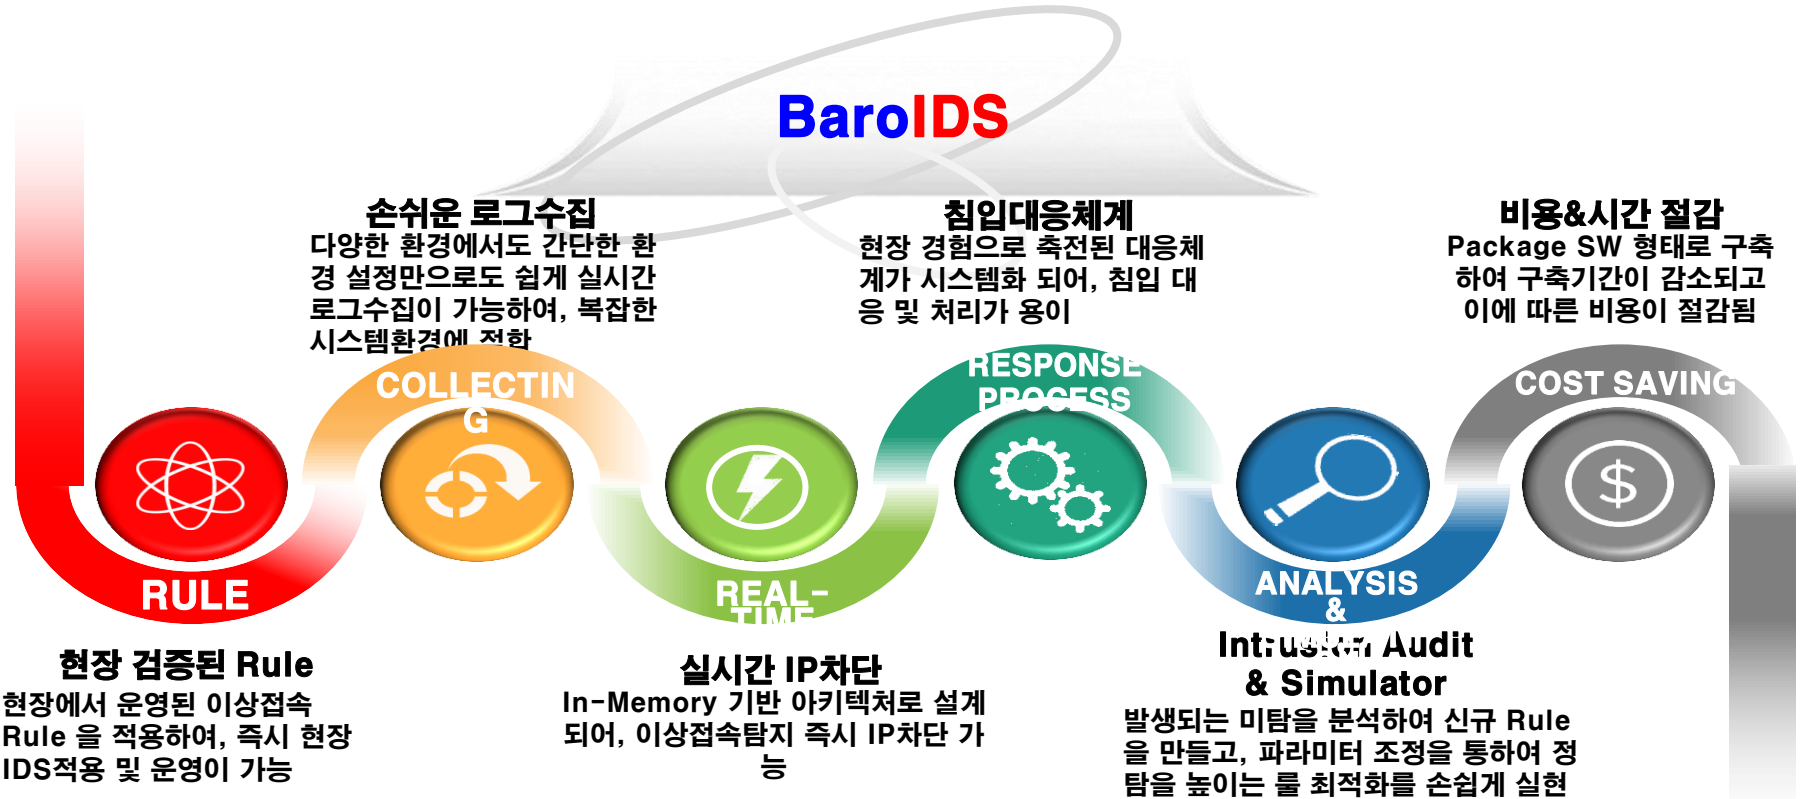 BaroIDS
손쉬운 로그수집
다양한 환경에서도 간단한 환
경 설정만으로도 쉽게 실시간
로그수집이 가능하여, 복잡한
시스템환경에 적합
침입대응체계
현장 경험으로 축전된 대응체
계가 시스템화 되어, 침입 대
응 및 처리가 용이
비용&시간 절감
Package SW 형태로 구축
하여 구축기간이 감소되고
이에 따른 비용이 절감됨
COLLECTIN
G
RESPONSE
PROCESS
COST SAVING
RULE
REAL-
TIME
ANALYSIS
&
현장 검증된 Rule
현장에서 운영된 이상접속
Rule 을 적용하여, 즉시 현장
IDS적용 및 운영이 가능
실시간 IP차단
In-Memory 기반 아키텍처로 설계
되어, 이상접속탐지 즉시 IP차단 가
능
Intrusion Audit
& Simulator
발생되는 미탐을 분석하여 신규 Rule
을 만들고, 파라미터 조정을 통하여 정
탐을 높이는 룰 최적화를 손쉽게 실현